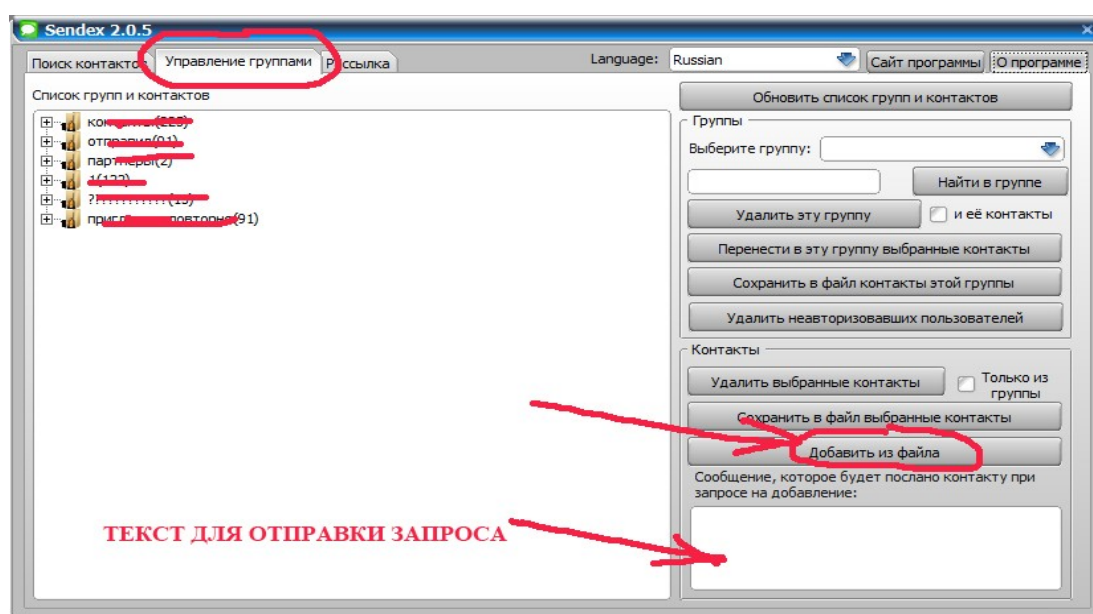 Sendex 2.0.5
Поиск контактов Управление группами Рассылка Language: Russian Сайт программы О программе
Список групп и контактов
Обновить список групп и контактов
Группы
Выберите группу:
Найти в группе
Удалить эту группу и её контакты
Перенести в эту группу выбранные контакты
Сохранить в файл контакты этой группы
Удалить неавторизовавших пользователей
Контакты
Удалить выбранные контакты Только из группы
Сохранить в файл выбранные контакты
Добавить из файла
Сообщение, которое будет послано контакту при
запросе на добавление:
партнеры(2)
повторно(91)
ТЕКСТ ДЛЯ ОТПРАВКИ ЗАПРОСА